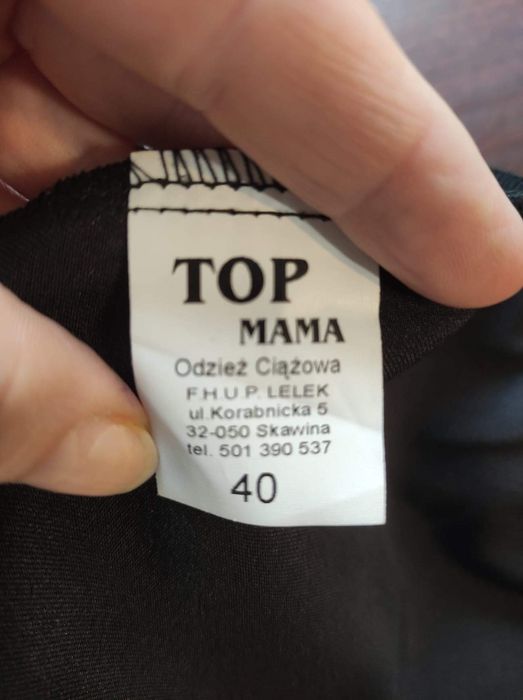 TOP
MAMA
Odzież Ciążowa
F.H.U.P. LELEK
ul.Korabnicka 5
32-050 Skawina
tel. 501 390 537
40